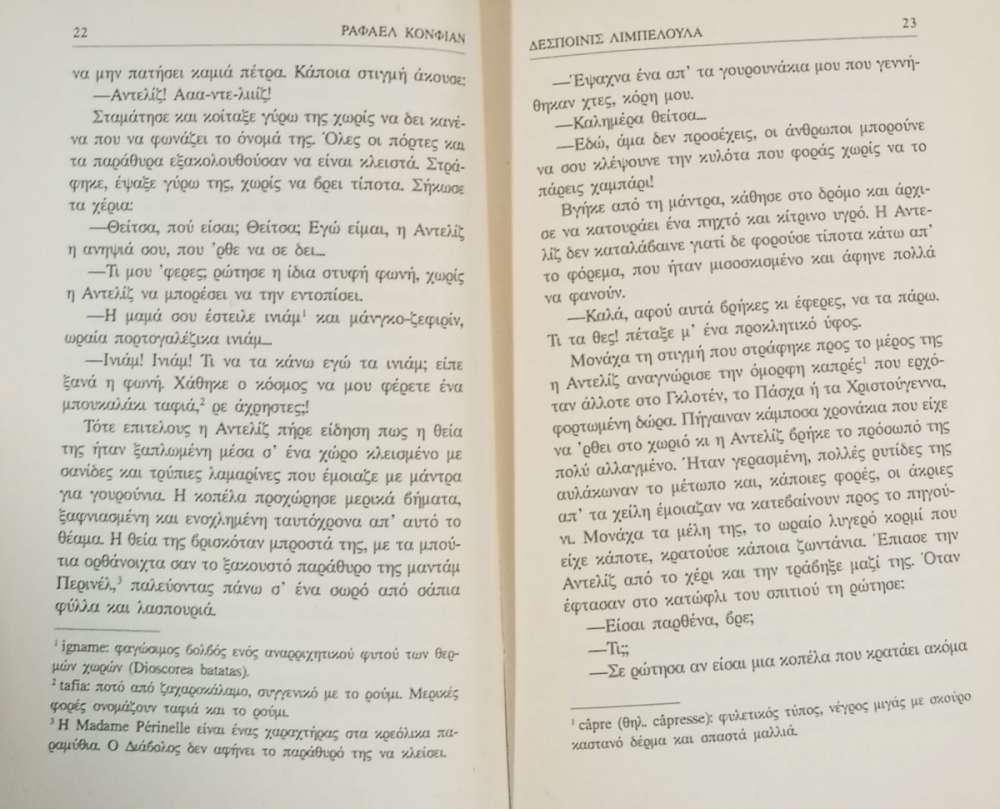 22
ΡΑΦΑΕΛ ΚΟΝΦΙΑΝ
να μην πατήσει καμιά πέτρα. Κάποια στιγμή άκουσε:
—Αντελίζ! Ααα-ντε-λιιίζ!
Σταμάτησε και κοίταξε γύρω της χωρίς να δει κανέ-
να που να φωνάζει το όνομά της. Όλες οι πόρτες και
τα παράθυρα εξακολουθούσαν να είναι κλειστά. Στρά-
φηκε, έψαξε γύρω της, χωρίς να βρει τίποτα. Σήκωσε
τα χέρια:
—Θείτσα, πού είσαι; Θείτσα; Εγώ είμαι, η Αντελίζ
η ανηψιά σου, που 'ρθε να σε δει...
—Τι μου 'φερες; ρώτησε η ίδια στυφή φωνή, χωρίς
η Αντελίζ να μπορέσει να την εντοπίσει.
—Η μαμά σου έστειλε ινιάμ¹ και μάνγκο-ζεφιρίν,
ωραία πορτογαλέζικα ινιάμ...
—Ινιάμ! Ινιάμ! Τι να τα κάνω εγώ τα ινιάμ; είπε
ξανά η φωνή. Χάθηκε ο κόσμος να μου φέρετε ένα
μπουκαλάκι ταφιά,² ρε άχρηστες;!
Τότε επιτέλους η Αντελίζ πήρε είδηση πως η θεία
της ήταν ξαπλωμένη μέσα σ' ένα χώρο κλεισμένο με
σανίδες και τρύπιες λαμαρίνες που έμοιαζε με μάντρα
για γουρούνια. Η κοπέλα προχώρησε μερικά βήματα,
ξαφνιασμένη και ενοχλημένη ταυτόχρονα απ' αυτό το
θέαμα. Η θεία της βρισκόταν μπροστά της, με τα μπού-
τια ορθάνοιχτα σαν το ξακουστό παράθυρο της μαντάμ
Περινέλ,³ παλεύοντας πάνω σ' ένα σωρό από σάπια
φύλλα και λασπουριά.
¹ igname: φαγώσιμος βολβός ενός αναρριχητικού φυτού των θερ-
μών χωρών (Dioscorea batatas).
² tafia: ποτό από ζαχαροκάλαμο, συγγενικό με το ρούμι. Μερικές
φορές ονομάζουν ταφιά και το ρούμι.
³ Η Madame Périnelle είναι ένας χαραχτήρας στα κρεόλικα πα-
ραμύθια. Ο Διάβολος δεν αφήνει το παράθυρό της να κλείσει.
ΔΕΣΠΟΙΝΙΣ ΛΙΜΠΕΛΟΥΛΑ
23
—Έψαχνα ένα απ' τα γουρουνάκια μου που γεννή-
θηκαν χτες, κόρη μου.
—Καλημέρα θείτσα...
—Εδώ, άμα δεν προσέχεις, οι άνθρωποι μπορούνε
να σου κλέψουνε την κυλότα που φοράς χωρίς να το
πάρεις χαμπάρι!
Βγήκε από τη μάντρα, κάθησε στο δρόμο και άρχι-
σε να κατουράει ένα πηχτό και κίτρινο υγρό. Η Αντε-
λίζ δεν καταλάβαινε γιατί δε φορούσε τίποτα κάτω απ'
το φόρεμα, που ήταν μισοσκισμένο και άφηνε πολλά
να φανούν.
—Καλά, αφού αυτά βρήκες κι έφερες, να τα πάρω.
Τι τα θες! πέταξε μ' ένα προκλητικό ύφος.
Μονάχα τη στιγμή που στράφηκε προς το μέρος της
η Αντελίζ αναγνώρισε την όμορφη καπρές¹ που ερχό-
ταν άλλοτε στο Γκλοτέν, το Πάσχα ή τα Χριστούγεννα,
φορτωμένη δώρα. Πήγαιναν κάμποσα χρονάκια που είχε
να 'ρθει στο χωριό κι η Αντελίζ βρήκε το πρόσωπό της
πολύ αλλαγμένο. Ήταν γερασμένη, πολλές ρυτίδες της
αυλάκωναν το μέτωπο και, κάποιες φορές, οι άκριες
απ' τα χείλη έμοιαζαν να κατεβαίνουν προς το πηγού-
νι. Μονάχα τα μέλη της, το ωραίο λυγερό κορμί που
είχε κάποτε, κρατούσε κάποια ζωντάνια. Έπιασε την
Αντελίζ από το χέρι και την τράβηξε μαζί της. Όταν
έφτασαν στο κατώφλι του σπιτιού τη ρώτησε:
—Είσαι παρθένα, βρε;
—Τι;;
—Σε ρώτησα αν είσαι μια κοπέλα που κρατάει ακόμα
¹ câpre (θηλ. câpresse): φυλετικός τύπος, νέγρος μιγάς με σκούρο
καστανό δέρμα και σπαστά μαλλιά.